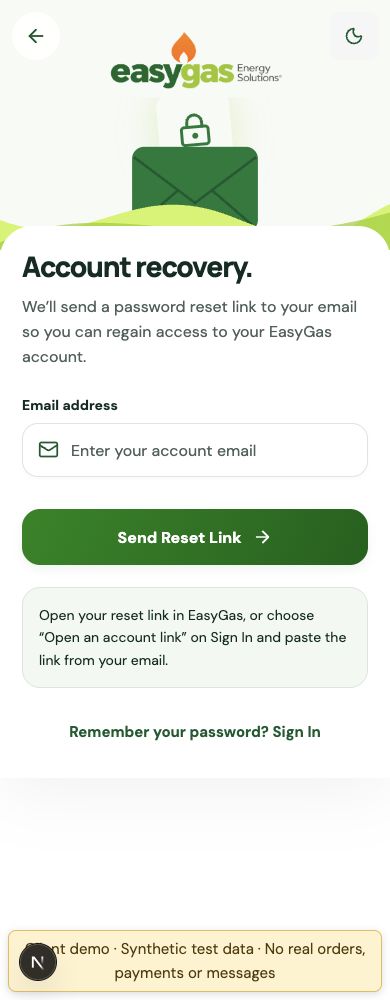 easygas Energy
Solutions®
Account recovery.
We’ll send a password reset link to your email
so you can regain access to your EasyGas
account.
Email address
Enter your account email
Send Reset Link
Open your reset link in EasyGas, or choose
“Open an account link” on Sign In and paste the
link from your email.
Remember your password? Sign In
N
demo · Synthetic test data · No real orders,
payments or messages